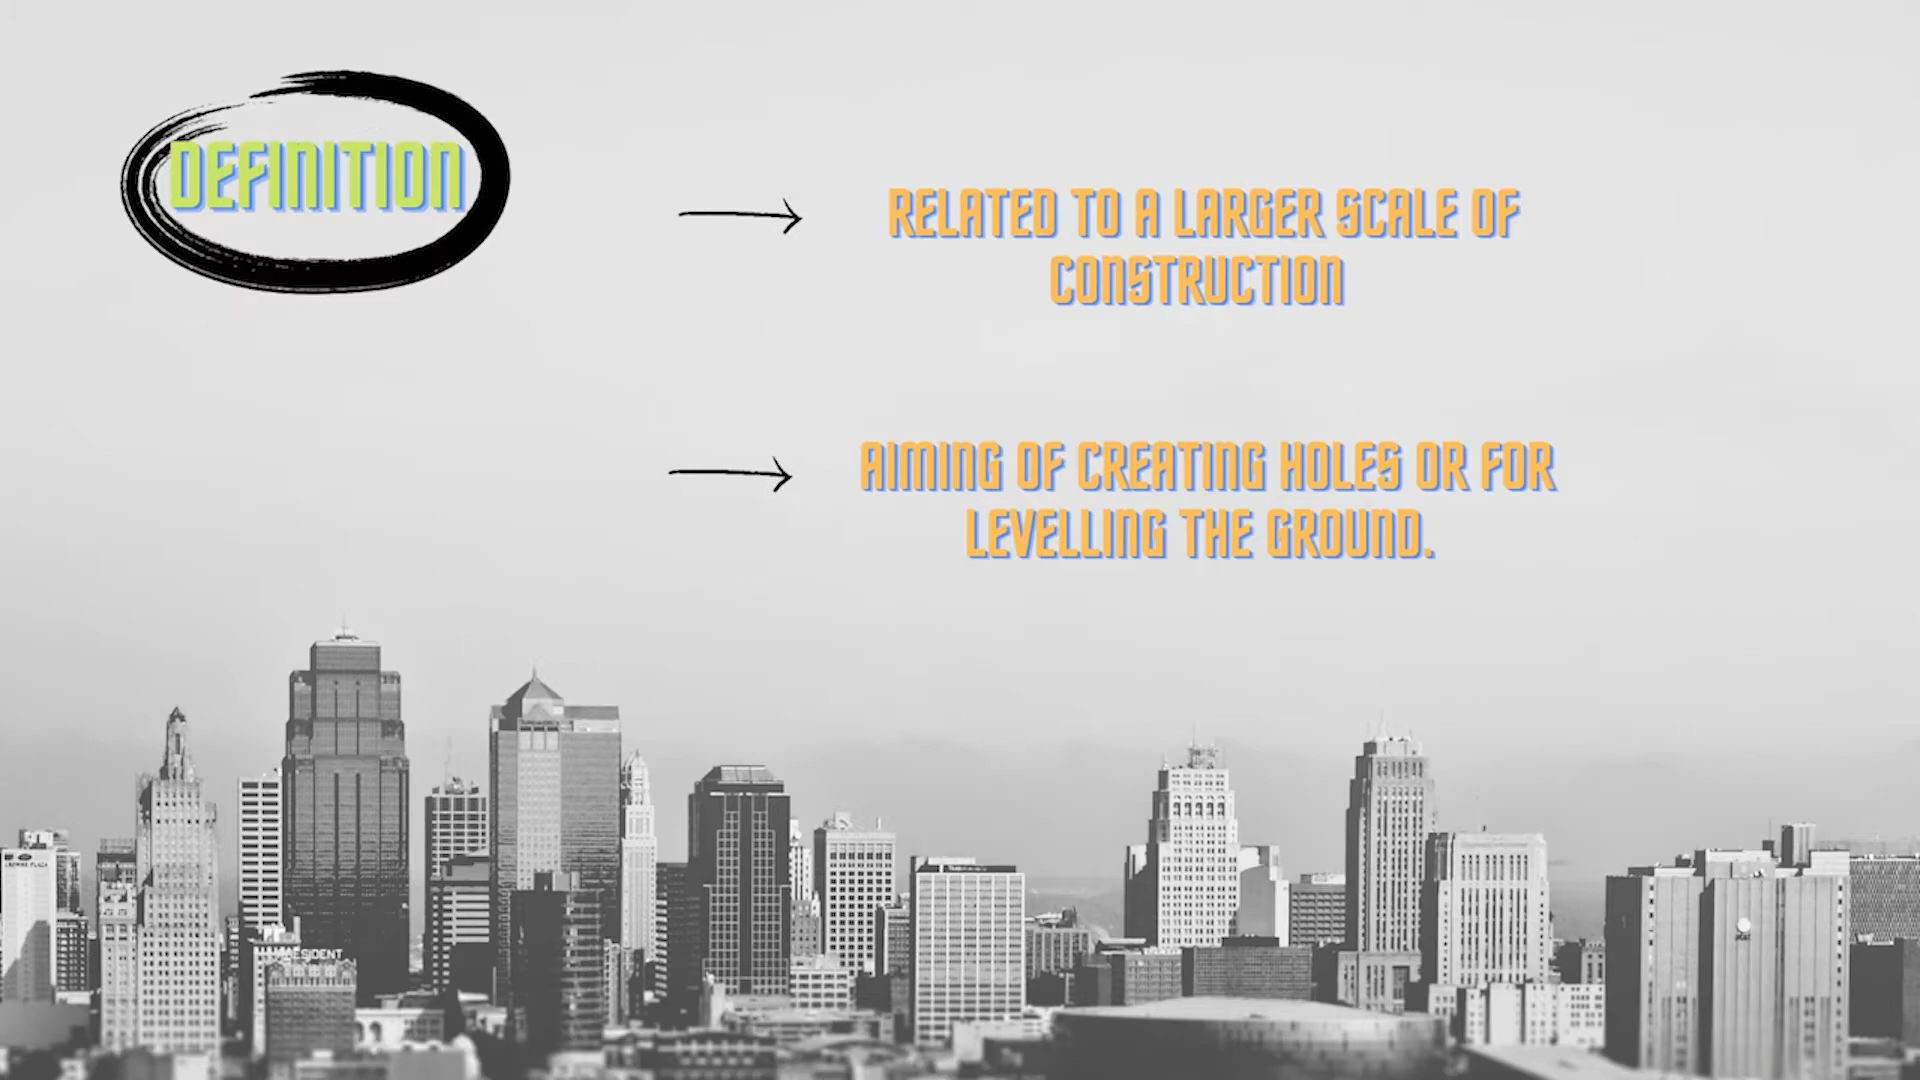 DEFINITION
RELATED TO A LARGER SCALE OF
CONSTRUCTION
AIMING OF CREATING HOLES OR FOR
LEVELLING THE GROUND.